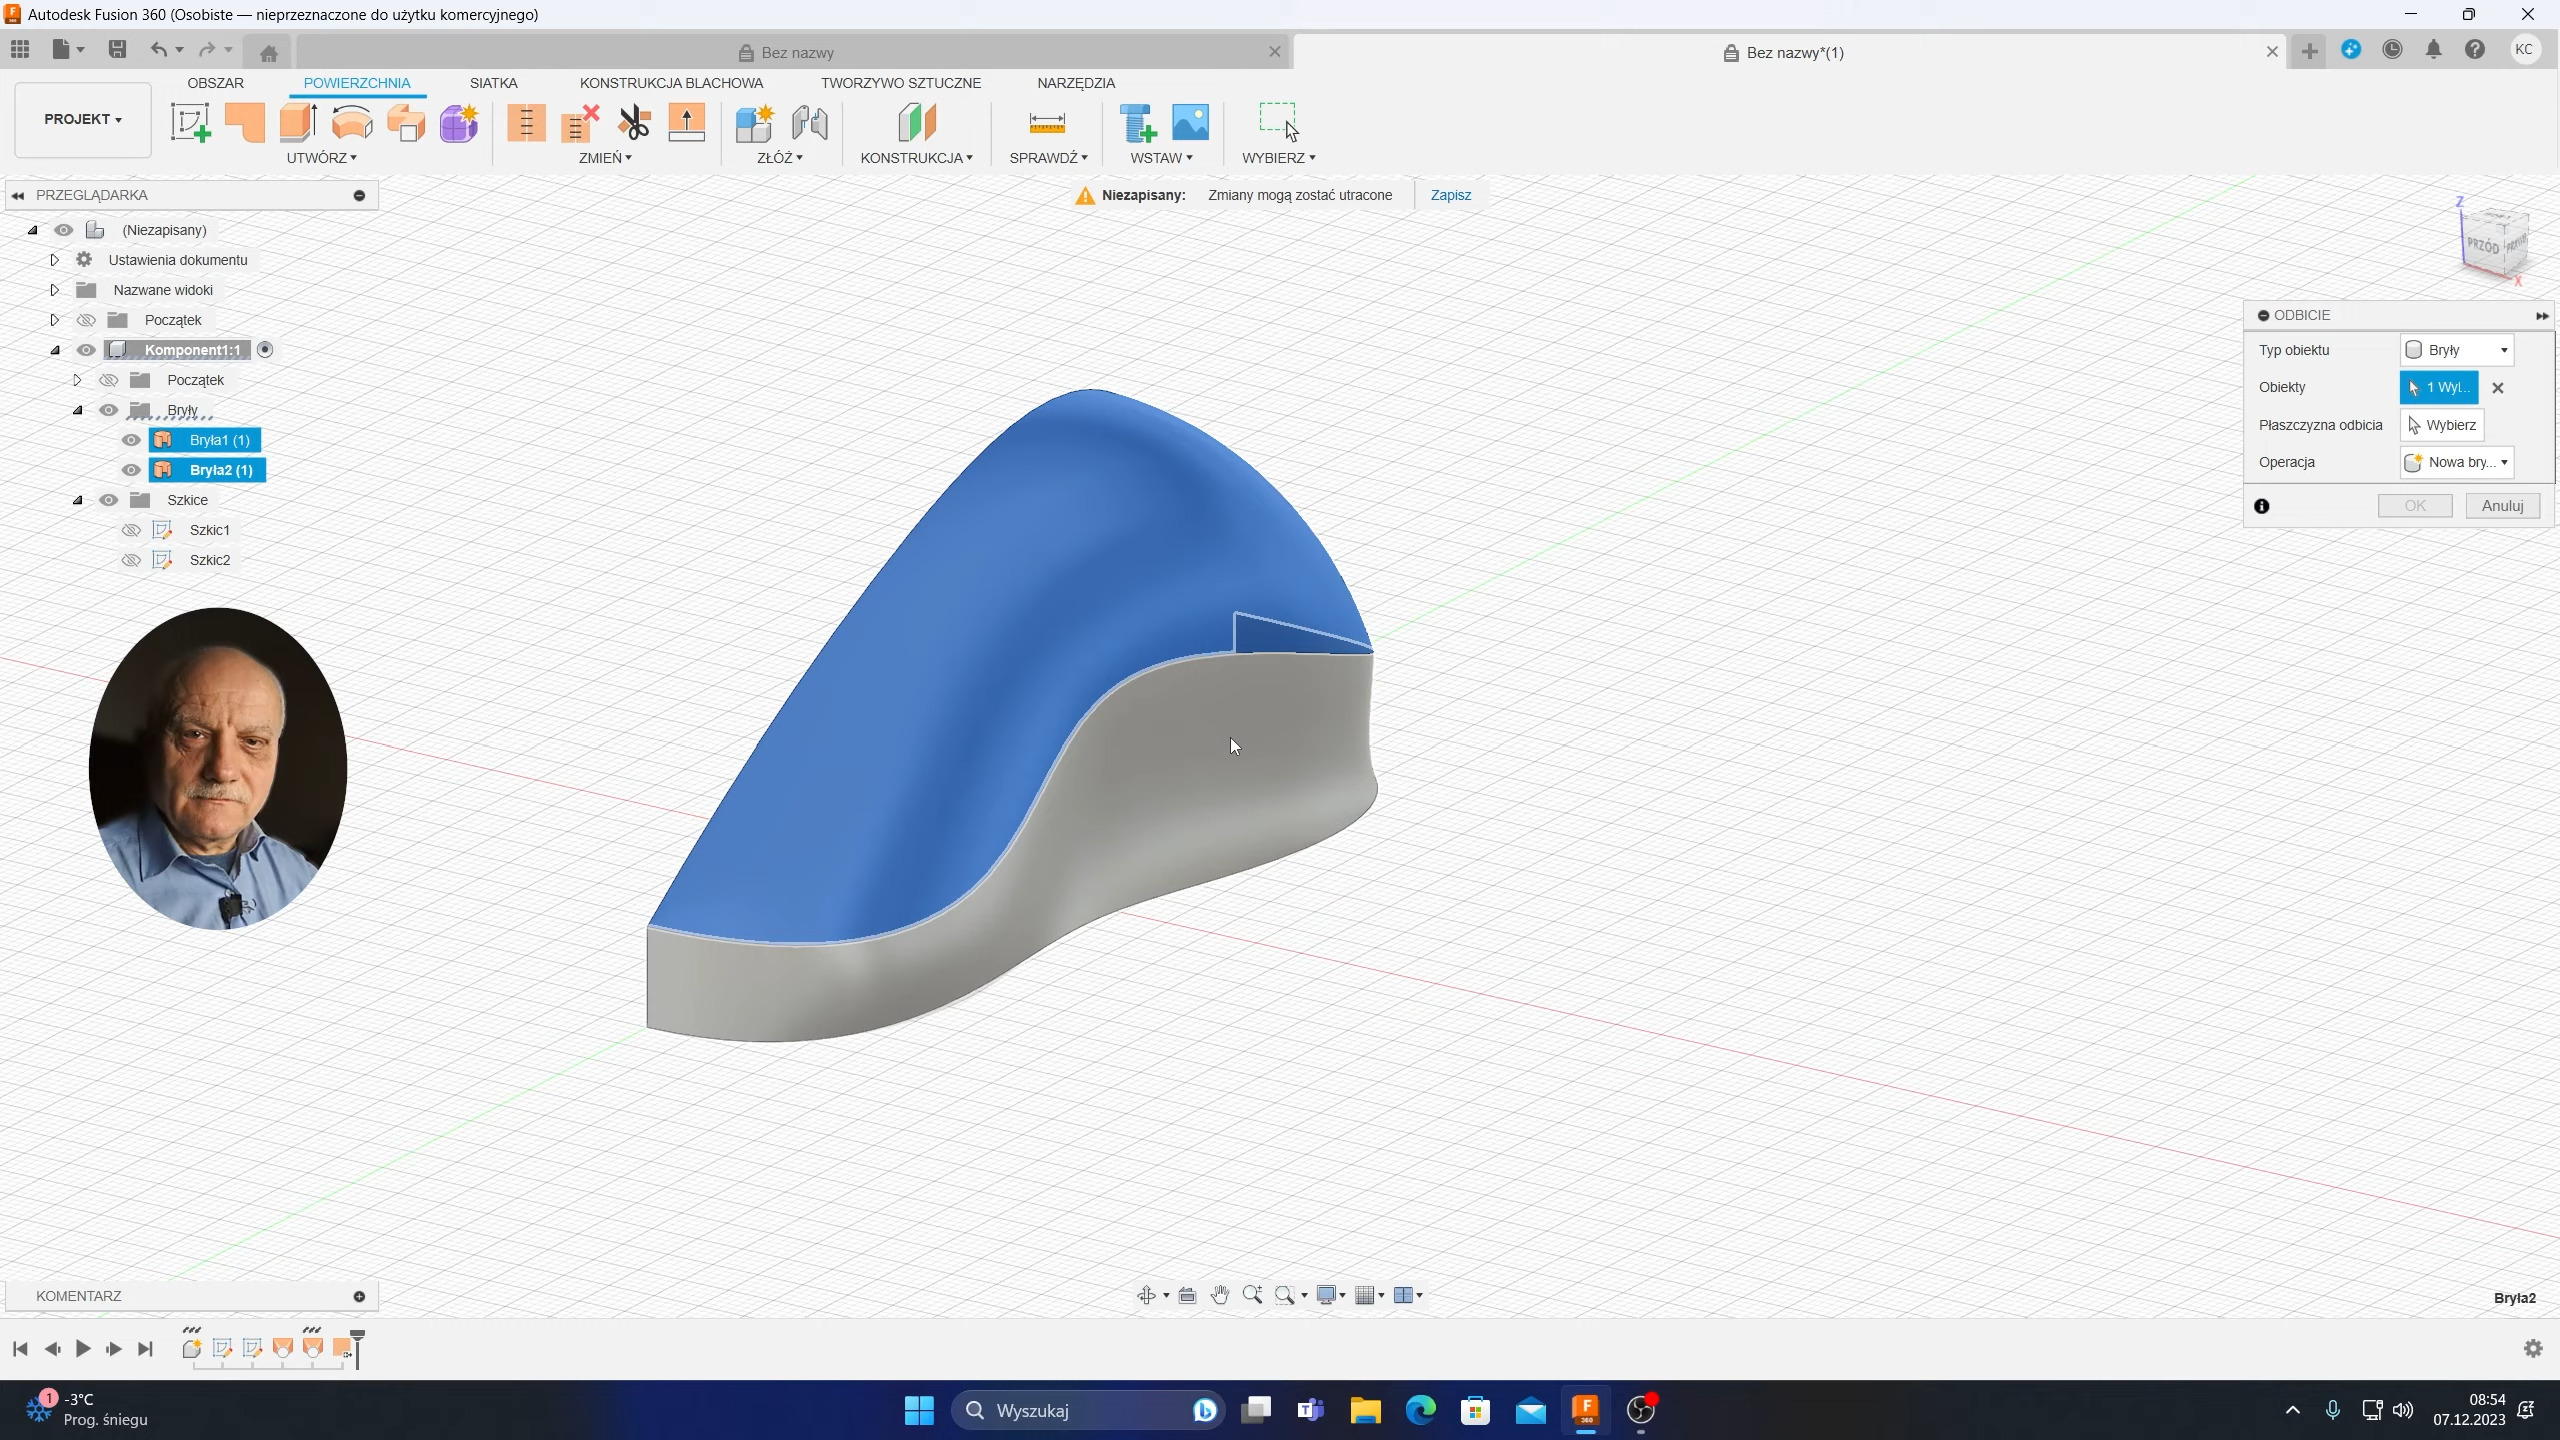 Autodesk Fusion 360 (Osobiste — nieprzeznaczone do użytku komercyjnego)
Bez nazwy
Bez nazwy*(1)
KC
OBSZAR
POWIERZCHNIA
SIATKA
KONSTRUKCJA BLACHOWA
TWORZYWO SZTUCZNE
NARZĘDZIA
PROJEKT
UTWÓRZ
ZMIEŃ
ZŁÓŻ
KONSTRUKCJA
SPRAWDŹ
WSTAW
WYBIERZ
PRZEGLĄDARKA
Niezapisany: Zmiany mogą zostać utracone Zapisz
(Niezapisany)
Ustawienia dokumentu
Nazwane widoki
Początek
Komponent1:1
Początek
Bryły
Bryła1 (1)
Bryła2 (1)
Szkice
Szkic1
Szkic2
Z
PRZÓD
X
ODBICIE
Typ obiektu Bryły
Obiekty 1 Wyl...
Płaszczyzna odbicia Wybierz
Operacja Nowa bry...
OK Anuluj
KOMENTARZ
Bryła2
1
-3°C
Prog. śniegu
Wyszukaj
F
360
08:54
07.12.2023